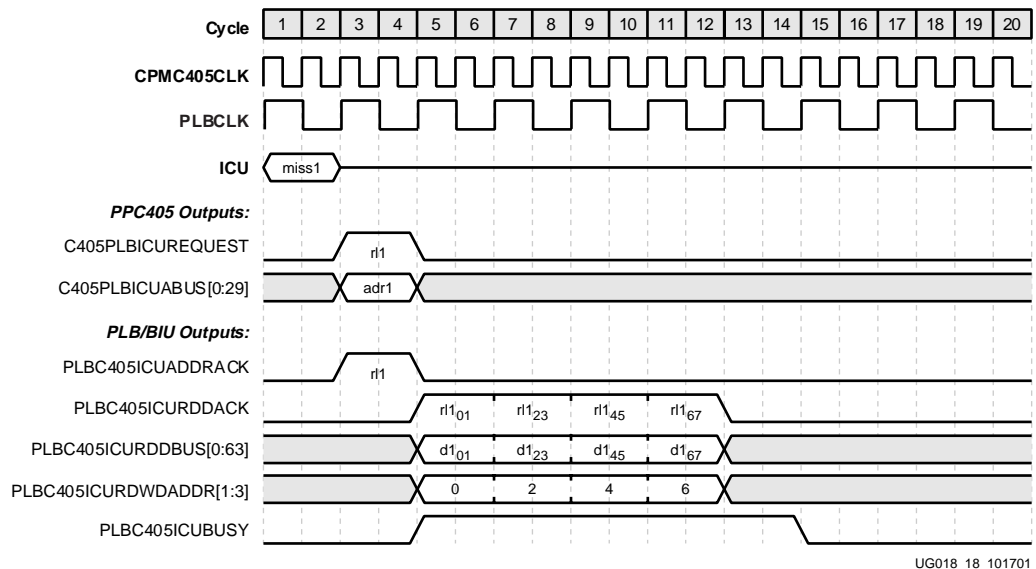 Cycle 1 2 3 4 5 6 7 8 9 10 11 12 13 14 15 16 17 18 19 20
CPMC405CLK
PLBCLK
ICU miss1
PPC405 Outputs:
C405PLBICUREQUEST rl1
C405PLBICUABUS[0:29] adr1
PLB/BIU Outputs:
PLBC405ICUADDRACK rl1
PLBC405ICURDDACK rl1₀₁ rl1₂₃ rl1₄₅ rl1₆₇
PLBC405ICURDDBUS[0:63] d1₀₁ d1₂₃ d1₄₅ d1₆₇
PLBC405ICURDWDADDR[1:3] 0 2 4 6
PLBC405ICUBUSY
UG018_18_101701